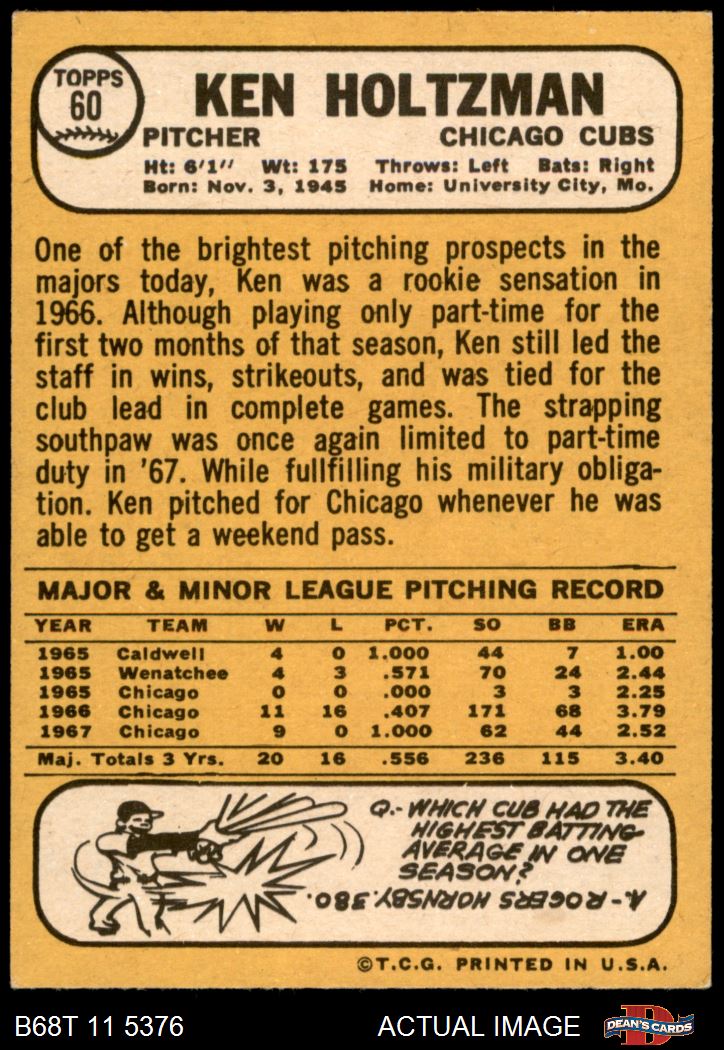 TOPPS
60
KEN HOLTZMAN
PITCHER CHICAGO CUBS
Ht: 6'1" Wt: 175 Throws: Left Bats: Right
Born: Nov. 3, 1945 Home: University City, Mo.
One of the brightest pitching prospects in the
majors today, Ken was a rookie sensation in
1966. Although playing only part-time for the
first two months of that season, Ken still led the
staff in wins, strikeouts, and was tied for the
club lead in complete games. The strapping
southpaw was once again limited to part-time
duty in '67. While fullfilling his military obliga-
tion. Ken pitched for Chicago whenever he was
able to get a weekend pass.
MAJOR & MINOR LEAGUE PITCHING RECORD
YEAR TEAM W L PCT. SO BB ERA
1965 Caldwell 4 0 1.000 44 7 1.00
1965 Wenatchee 4 3 .571 70 24 2.44
1965 Chicago 0 0 .000 3 3 2.25
1966 Chicago 11 16 .407 171 68 3.79
1967 Chicago 9 0 1.000 62 44 2.52
Maj. Totals 3 Yrs. 20 16 .556 236 115 3.40
Q.- WHICH CUB HAD THE
HIGHEST BATTING
AVERAGE IN ONE
SEASON?
A.- ROGERS HORNSBY. .380.
©T.C.G. PRINTED IN U.S.A.
B68T 11 5376 ACTUAL IMAGE DEAN'S CARDS